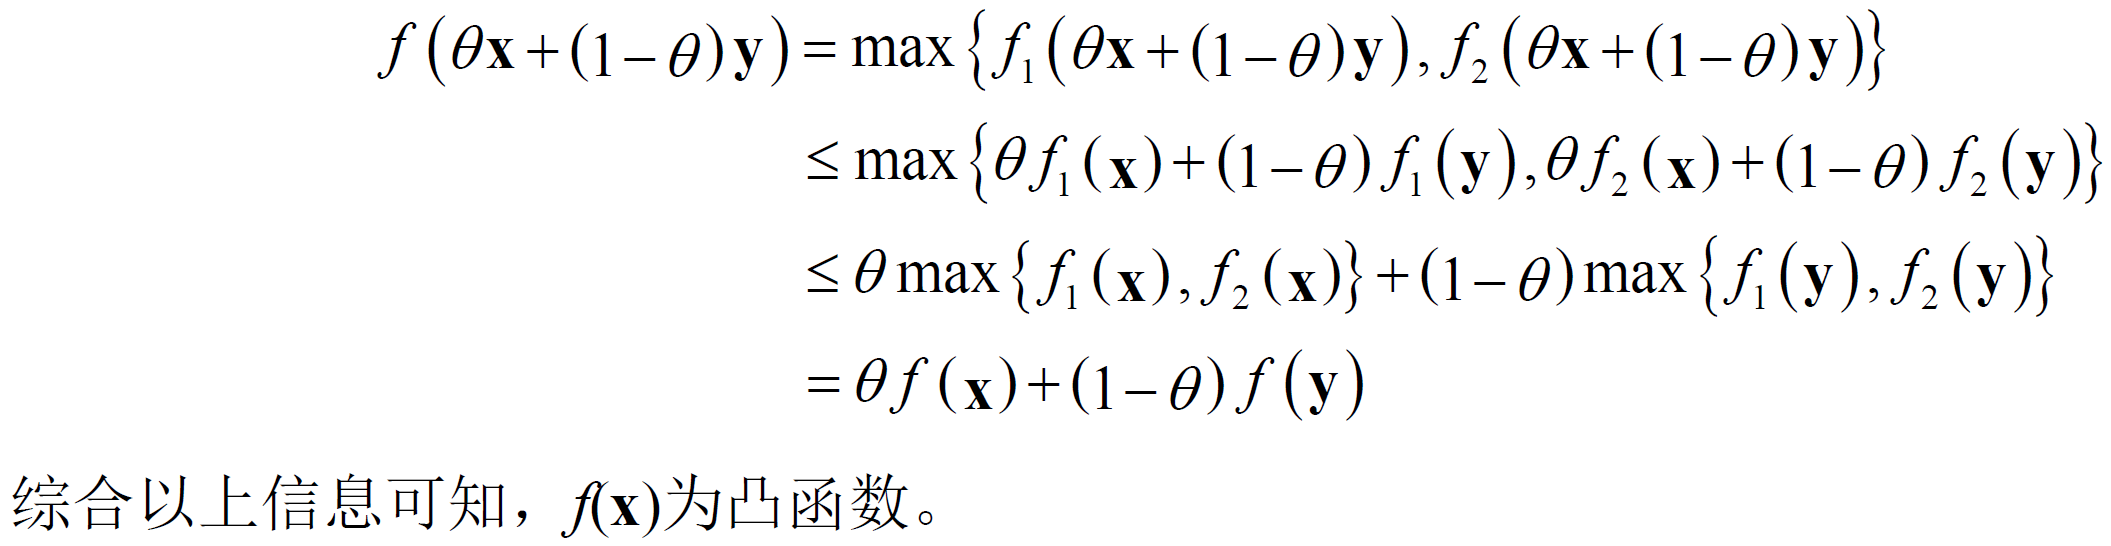 f(θx+(1−θ)y)=max{f₁(θx+(1−θ)y),f₂(θx+(1−θ)y)}
≤max{θf₁(x)+(1−θ)f₁(y),θf₂(x)+(1−θ)f₂(y)}
≤θmax{f₁(x),f₂(x)}+(1−θ)max{f₁(y),f₂(y)}
=θf(x)+(1−θ)f(y)
综合以上信息可知，f(x)为凸函数。